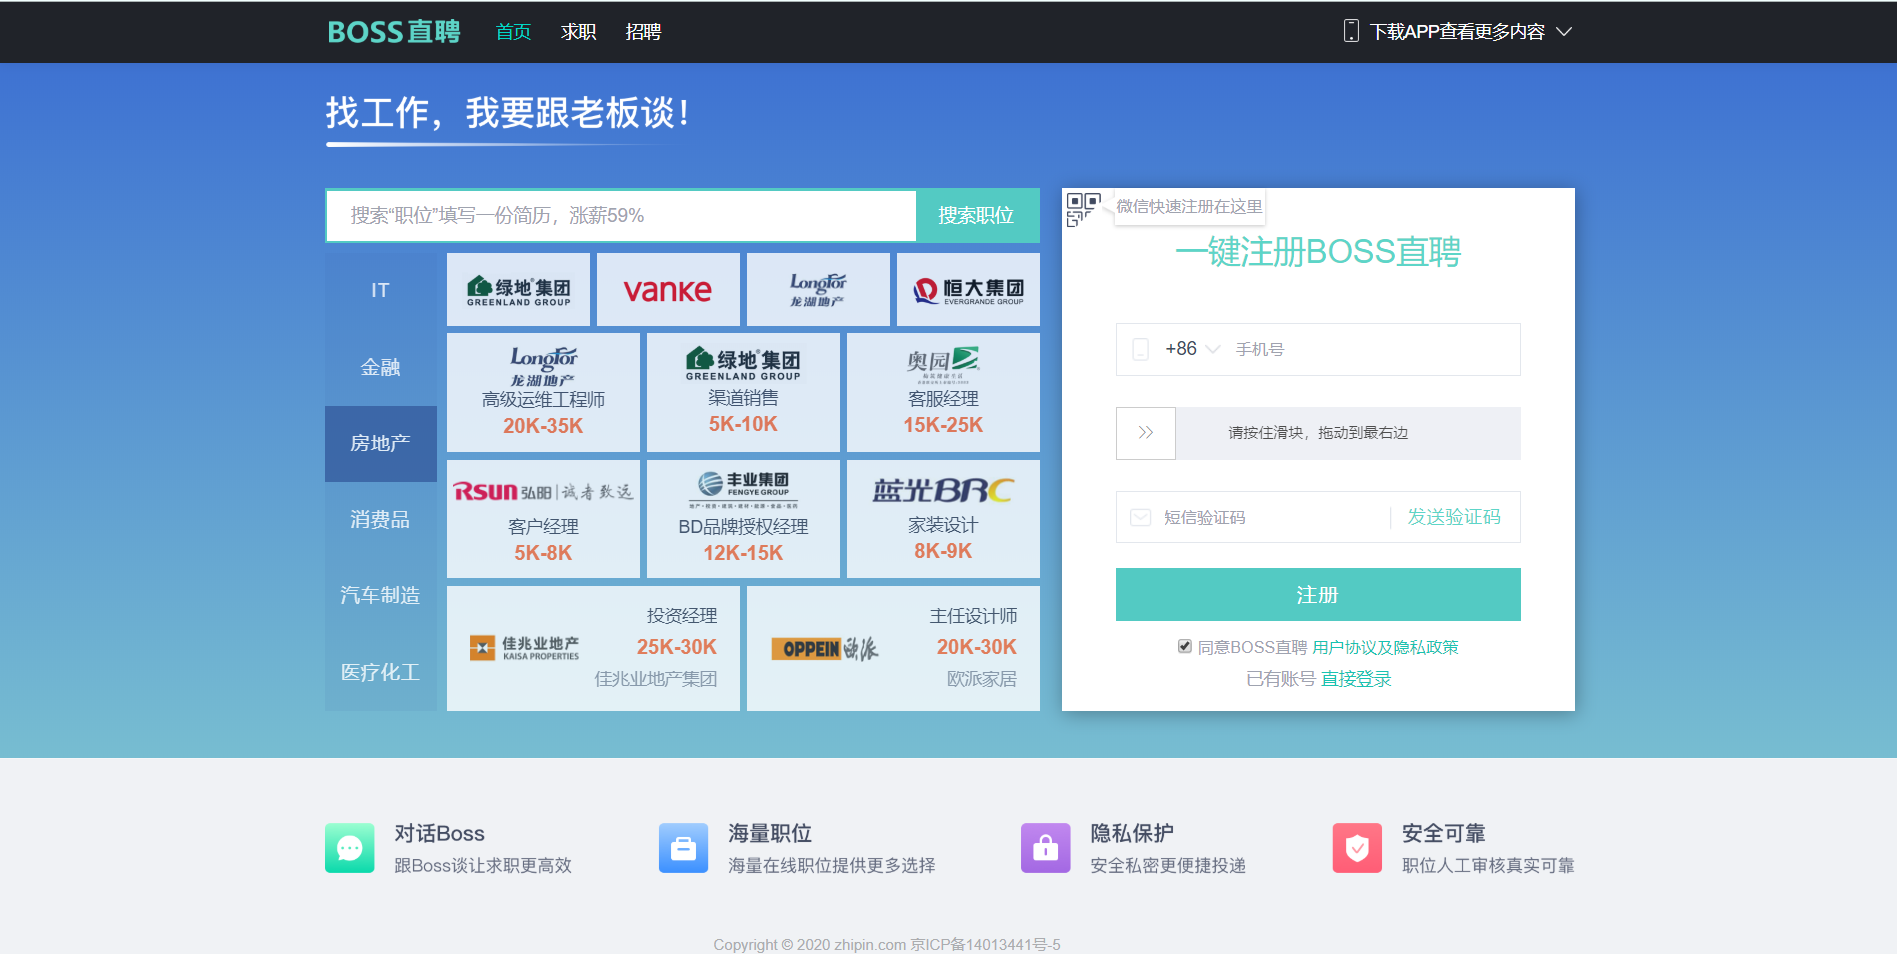 BOSS直聘 首页 求职 招聘 下载APP查看更多内容
找工作，我要跟老板谈！
搜索“职位”填写一份简历，涨薪59% 搜索职位
IT
金融
房地产
消费品
汽车制造
医疗化工
绿地集团
GREENLAND GROUP
vanke
Longfor
龙湖地产
恒大集团
EVERGRANDE GROUP
Longfor
龙湖地产
高级运维工程师
20K-35K
绿地集团
GREENLAND GROUP
渠道销售
5K-10K
奥园
客服经理
15K-25K
RSUN 弘阳 | 诚者致远
客户经理
5K-8K
丰业集团
FENGYE GROUP
BD品牌授权经理
12K-15K
蓝光BRC
家装设计
8K-9K
佳兆业地产
KAISA PROPERTIES
投资经理
25K-30K
佳兆业地产集团
OPPEIN 欧派
主任设计师
20K-30K
欧派家居
微信快速注册在这里
一键注册BOSS直聘
+86 手机号
>> 请按住滑块，拖动到最右边
短信验证码 发送验证码
注册
同意BOSS直聘 用户协议及隐私政策
已有账号 直接登录
对话Boss
跟Boss谈让求职更高效
海量职位
海量在线职位提供更多选择
隐私保护
安全私密更便捷投递
安全可靠
职位人工审核真实可靠
Copyright © 2020 zhipin.com 京ICP备14013441号-5